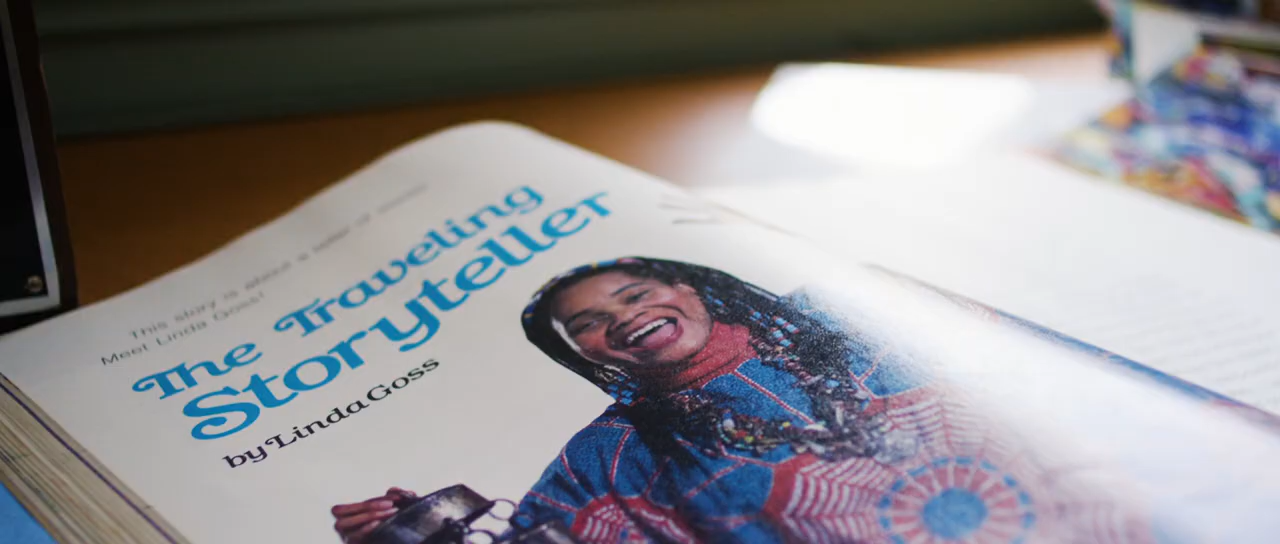 This story is about a teller of stories.
Meet Linda Goss!
The Traveling
Storyteller
by Linda Goss